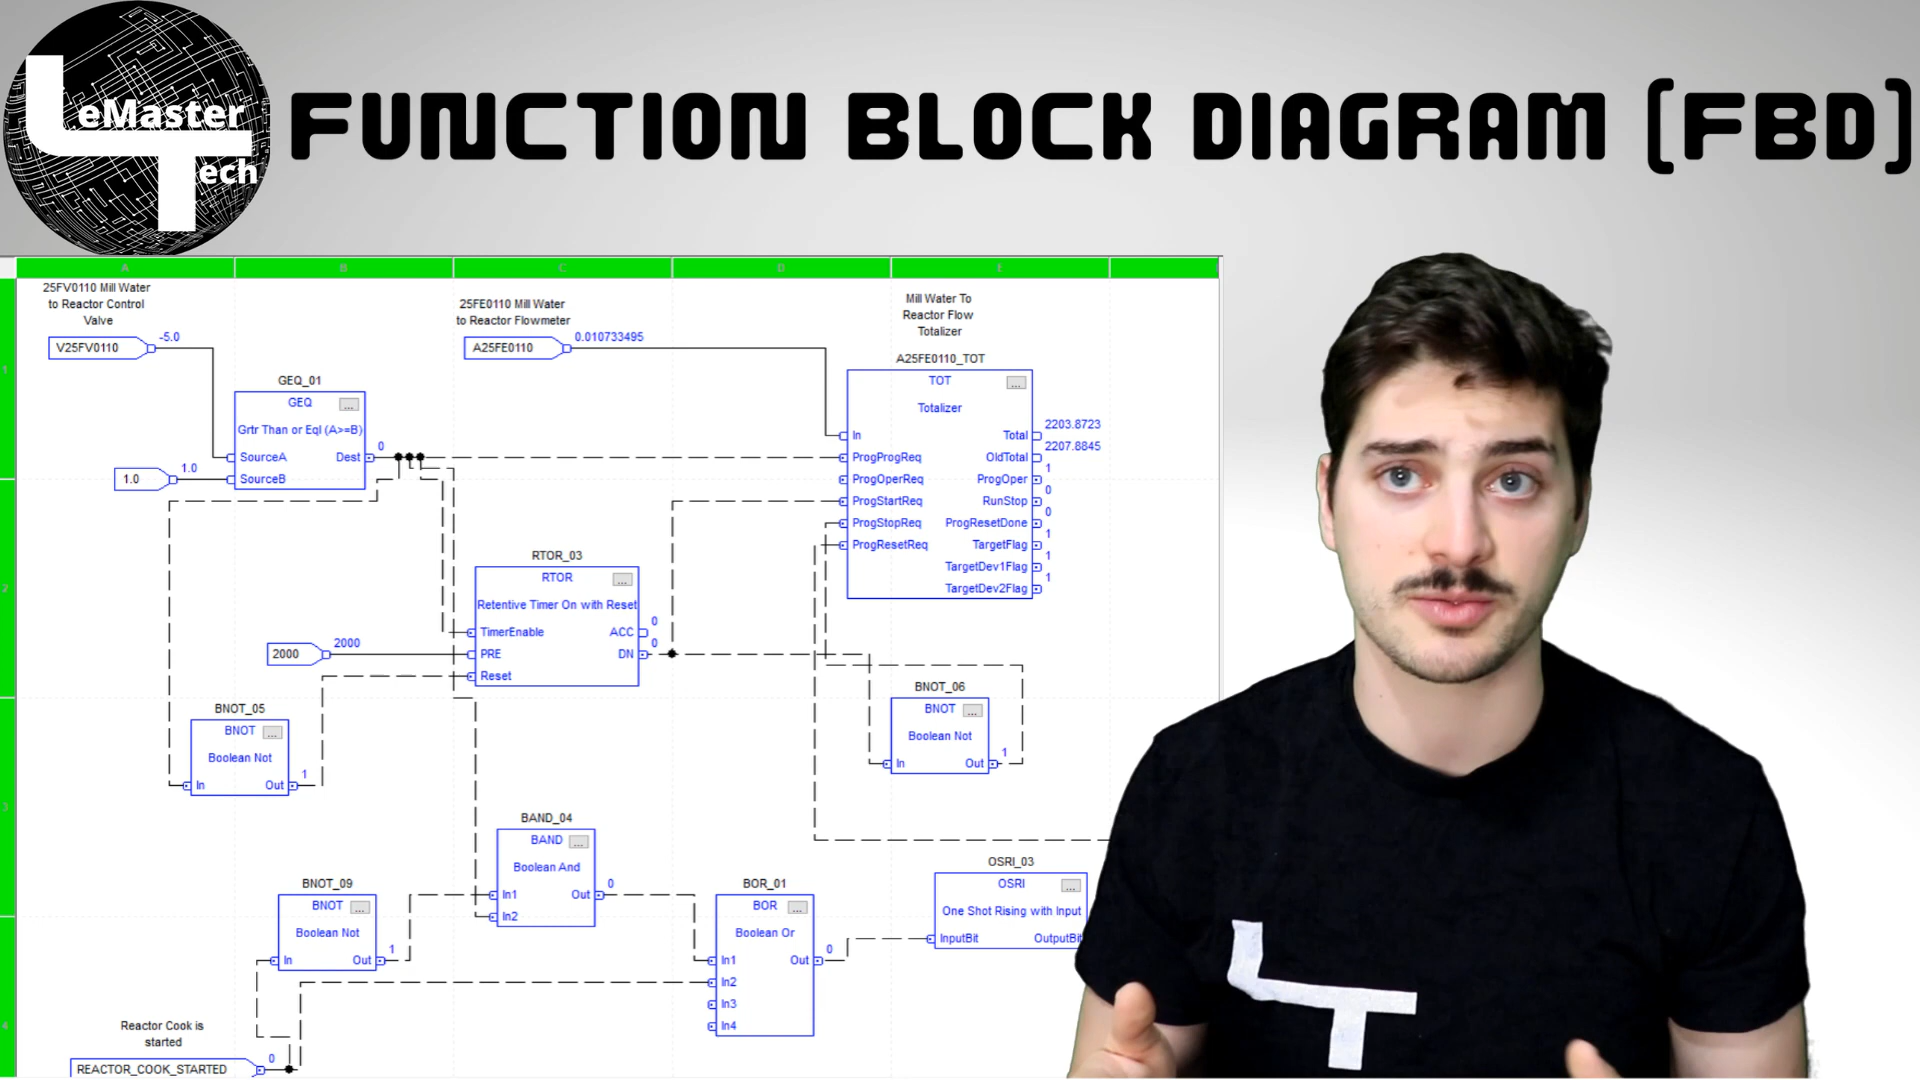 LeMaster
Tech
FUNCTION BLOCK DIAGRAM (FBD)
A B C D E
25FV0110 Mill Water
to Reactor Control
Valve
V25FV0110
-5.0
25FE0110 Mill Water
to Reactor Flowmeter
A25FE0110
0.010733495
Mill Water To
Reactor Flow
Totalizer
A25FE0110_TOT
TOT
...
Totalizer
In
Total
2203.8723
ProgProgReq
OldTotal
2207.8845
ProgOperReq
ProgOper
1
ProgStartReq
RunStop
0
ProgStopReq
ProgResetDone
0
ProgResetReq
TargetFlag
1
TargetDev1Flag
1
TargetDev2Flag
1
1
GEQ_01
GEQ
...
Grtr Than or Eql (A>=B)
SourceA
Dest
0
SourceB
1.0
1.0
2
RTOR_03
RTOR
...
Retentive Timer On with Reset
TimerEnable
ACC
0
PRE
DN
0
Reset
2000
2000
BNOT_05
BNOT
...
Boolean Not
In
Out
1
BNOT_06
BNOT
...
Boolean Not
In
Out
1
3
BAND_04
BAND
...
Boolean And
In1
Out
0
In2
BNOT_09
BNOT
...
Boolean Not
In
Out
1
BOR_01
BOR
...
Boolean Or
In1
Out
0
In2
In3
In4
OSRI_03
OSRI
...
One Shot Rising with Input
InputBit
OutputBit
4
Reactor Cook is
started
REACTOR_COOK_STARTED
0
LT